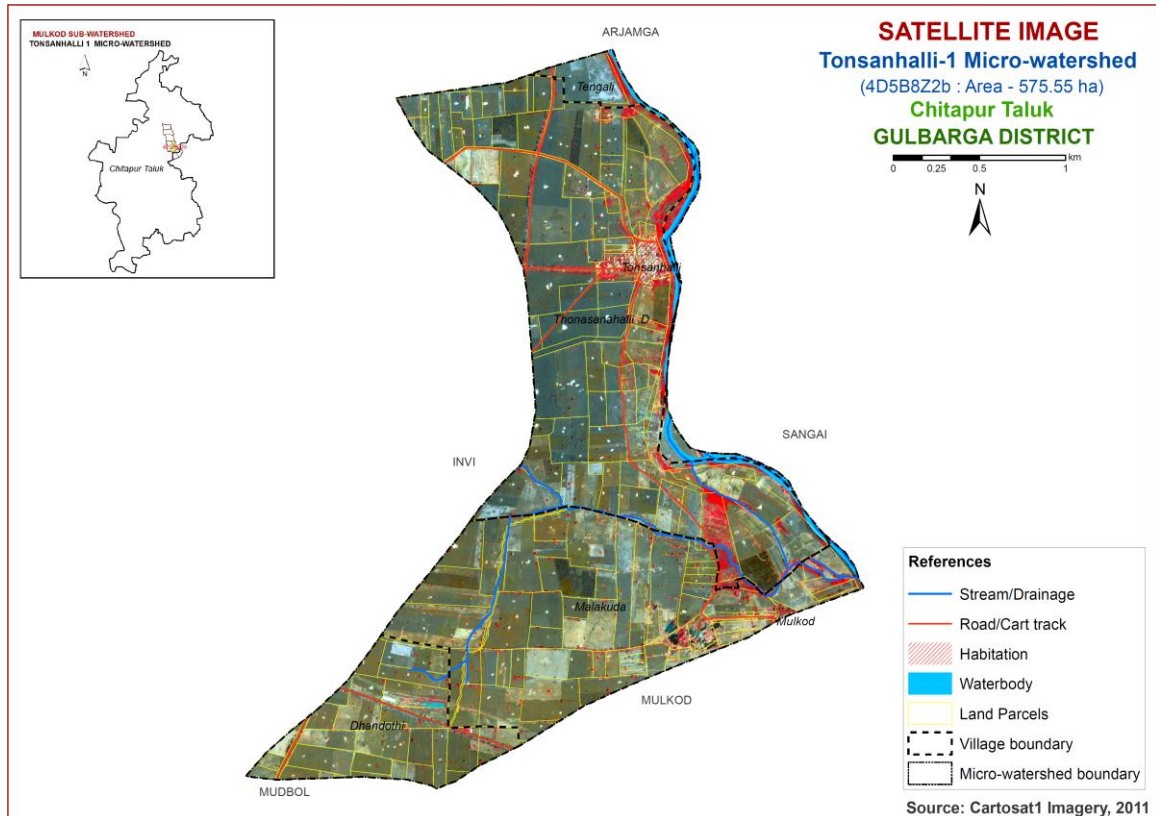 MULKOD SUB-WATERSHED
TONSANHALLI 1 MICRO-WATERSHED
N
Chitapur Taluk
SATELLITE IMAGE
Tonsanhalli-1 Micro-watershed
(4D5B8Z2b : Area - 575.55 ha)
Chitapur Taluk
GULBARGA DISTRICT
km
0 0.25 0.5 1
N
ARJAMGA
Tengali
Tonsanhalli
Thonasanahalli ,D
SANGAI
INVI
Malakuda
Mulkod
MULKOD
Dhandothi
MUDBOL
References
Stream/Drainage
Road/Cart track
Habitation
Waterbody
Land Parcels
Village boundary
Micro-watershed boundary
Source: Cartosat1 Imagery, 2011